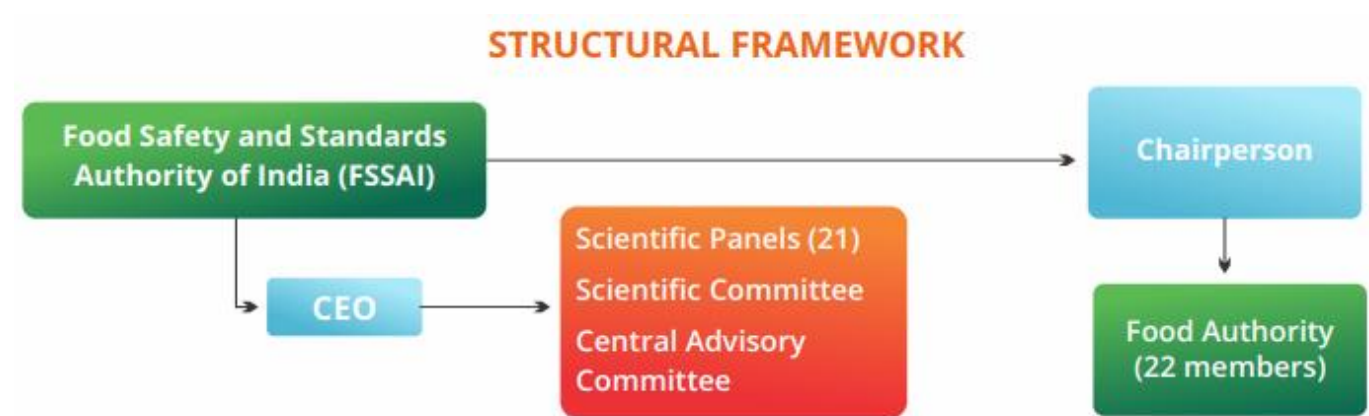 STRUCTURAL FRAMEWORK
Food Safety and Standards
Authority of India (FSSAI)
Chairperson
CEO
Scientific Panels (21)
Scientific Committee
Central Advisory
Committee
Food Authority
(22 members)